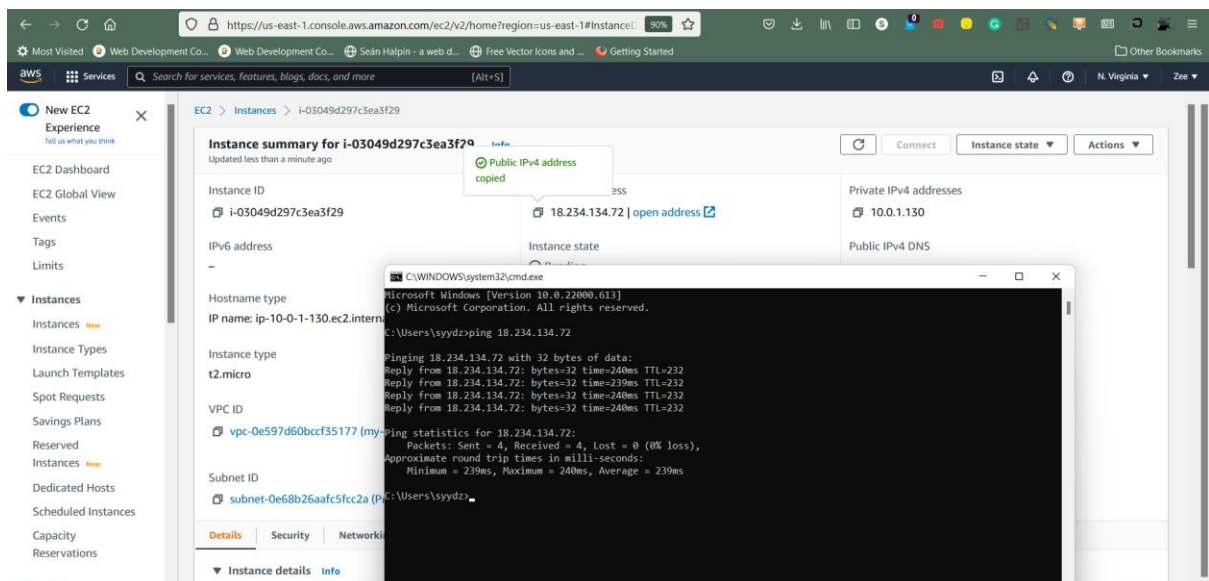 https://us-east-1.console.aws.amazon.com/ec2/v2/home?region=us-east-1#InstanceD
90%
Most Visited
Web Development Co...
Web Development Co...
Seán Halpin - a web d...
Free Vector Icons and ...
Getting Started
Other Bookmarks
aws
Services
Search for services, features, blogs, docs, and more
[Alt+S]
N. Virginia ▼
Zee ▼
New EC2
Experience
Tell us what you think
EC2 Dashboard
EC2 Global View
Events
Tags
Limits
▼ Instances
Instances New
Instance Types
Launch Templates
Spot Requests
Savings Plans
Reserved
Instances New
Dedicated Hosts
Scheduled Instances
Capacity
Reservations
EC2 > Instances > i-03049d297c3ea3f29
Instance summary for i-03049d297c3ea3f29 Info
Updated less than a minute ago
Connect
Instance state ▼
Actions ▼
Public IPv4 address
copied
Instance ID
i-03049d297c3ea3f29
ess
18.234.134.72 | open address
Private IPv4 addresses
10.0.1.130
IPv6 address
–
Instance state
Pending
Public IPv4 DNS
Hostname type
IP name: ip-10-0-1-130.ec2.interna
Instance type
t2.micro
VPC ID
vpc-0e597d60bccf35177 (my-
Subnet ID
subnet-0e68b26aafc5fcc2a (P
Details
Security
Networki
▼ Instance details Info
C:\WINDOWS\system32\cmd.exe
Microsoft Windows [Version 10.0.22000.613]
(c) Microsoft Corporation. All rights reserved.
C:\Users\syydz>ping 18.234.134.72
Pinging 18.234.134.72 with 32 bytes of data:
Reply from 18.234.134.72: bytes=32 time=240ms TTL=232
Reply from 18.234.134.72: bytes=32 time=239ms TTL=232
Reply from 18.234.134.72: bytes=32 time=240ms TTL=232
Reply from 18.234.134.72: bytes=32 time=240ms TTL=232
Ping statistics for 18.234.134.72:
Packets: Sent = 4, Received = 4, Lost = 0 (0% loss),
Approximate round trip times in milli-seconds:
Minimum = 239ms, Maximum = 240ms, Average = 239ms
C:\Users\syydz>